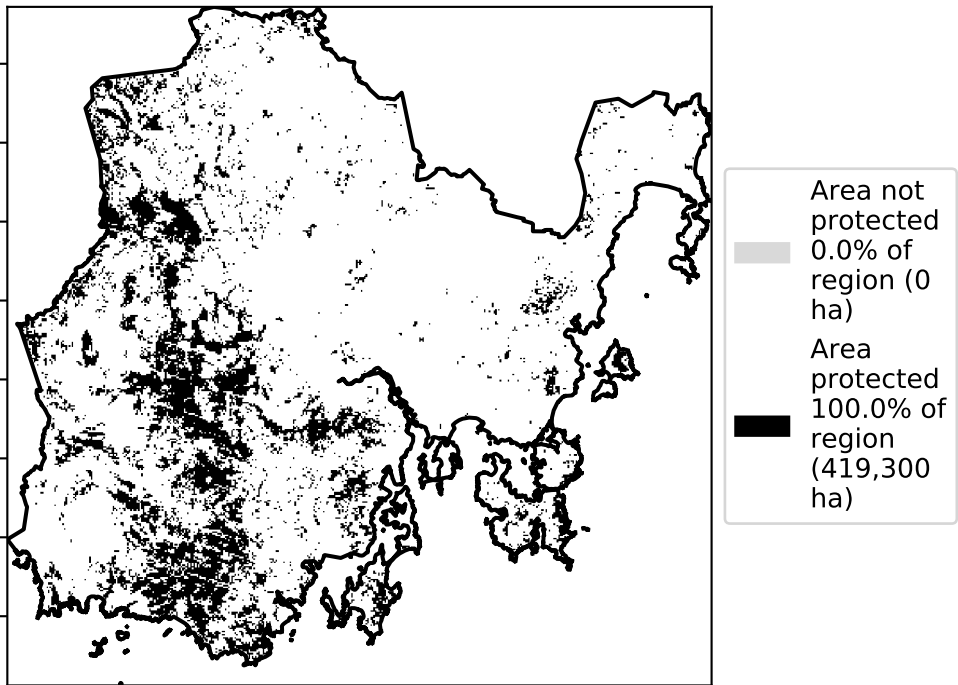 Area not
protected
0.0% of
region (0
ha)
Area
protected
100.0% of
region
(419,300
ha)